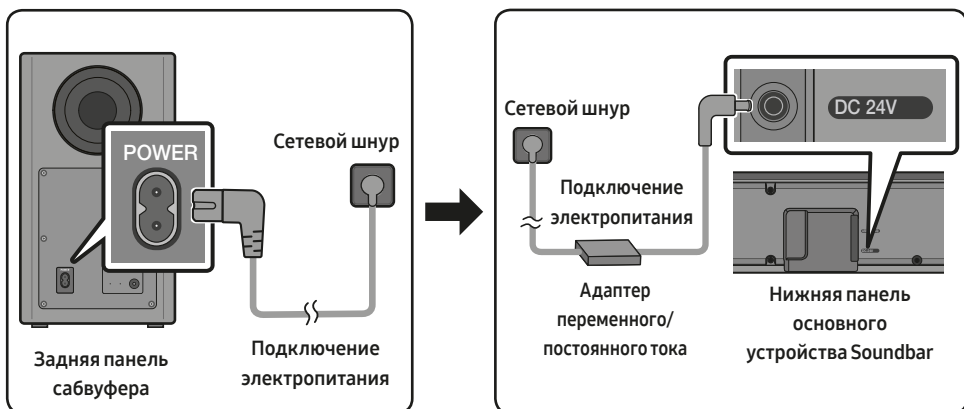 POWER
Сетевой шнур
Задняя панель
сабвуфера
Подключение
электропитания
DC 24V
Сетевой шнур
Подключение
электропитания
Адаптер
переменного/
постоянного тока
Нижняя панель
основного
устройства Soundbar